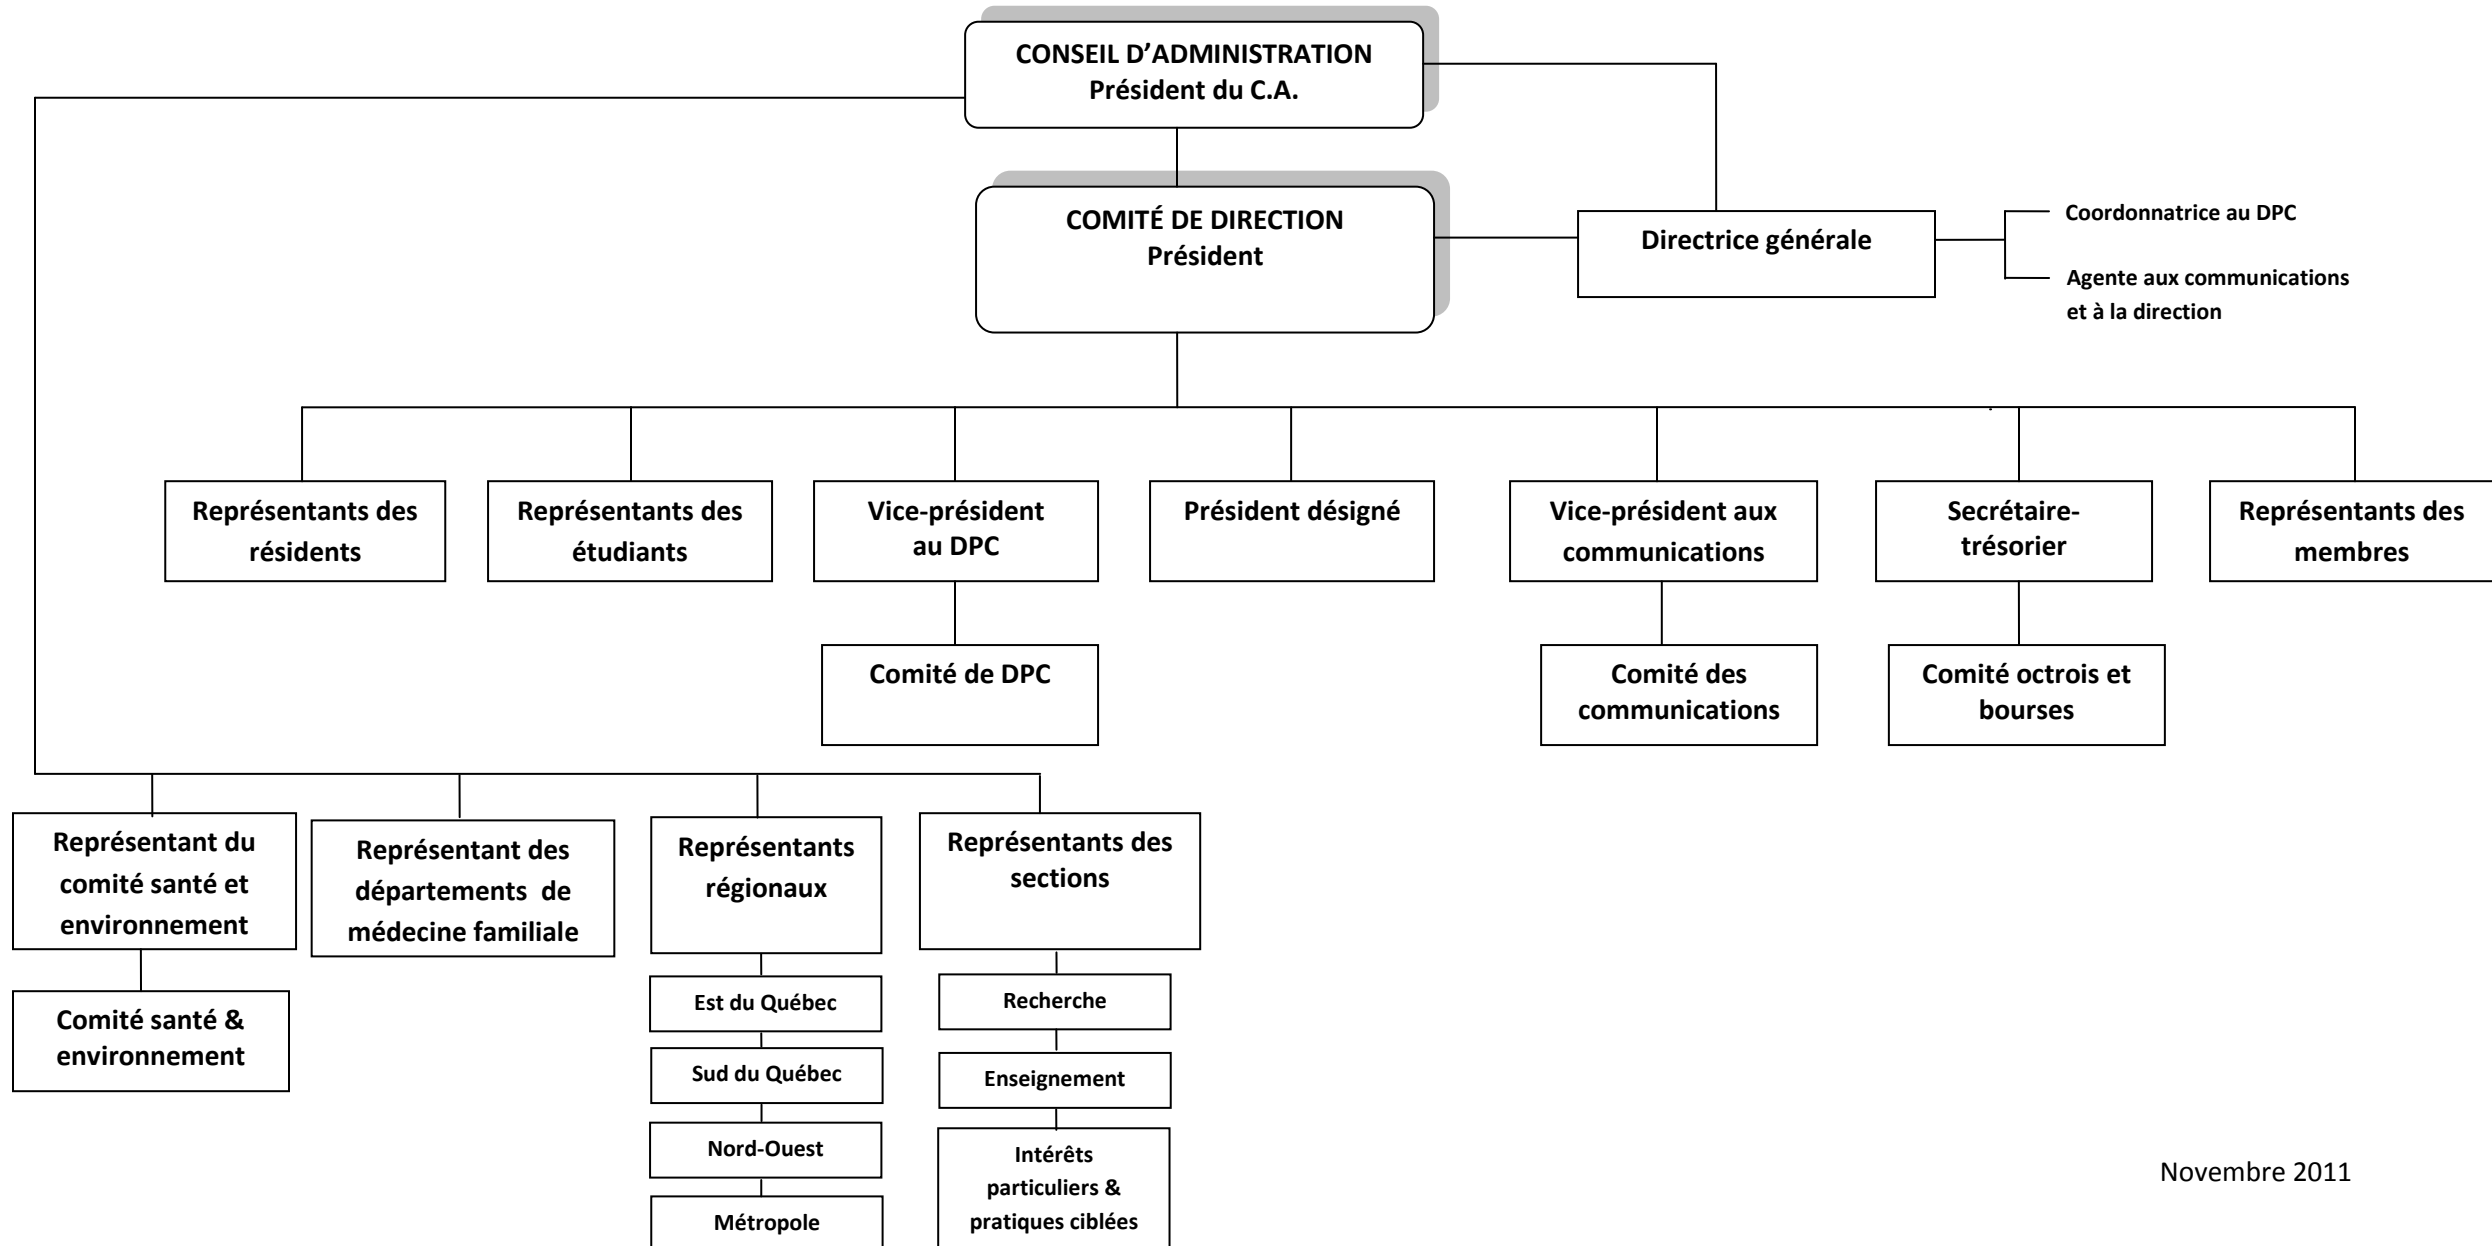 CONSEIL D’ADMINISTRATION
Président du C.A.
COMITÉ DE DIRECTION
Président
Directrice générale
Coordonnatrice au DPC
Agente aux communications
et à la direction
Représentants des
résidents
Représentants des
étudiants
Vice-président
au DPC
Président désigné
Vice-président aux
communications
Secrétaire-
trésorier
Représentants des
membres
Comité de DPC
Comité des
communications
Comité octrois et
bourses
Représentant du
comité santé et
environnement
Représentant des
départements de
médecine familiale
Représentants
régionaux
Représentants des
sections
Comité santé &
environnement
Est du Québec
Sud du Québec
Nord-Ouest
Métropole
Recherche
Enseignement
Intérêts
particuliers &
pratiques ciblées
Novembre 2011